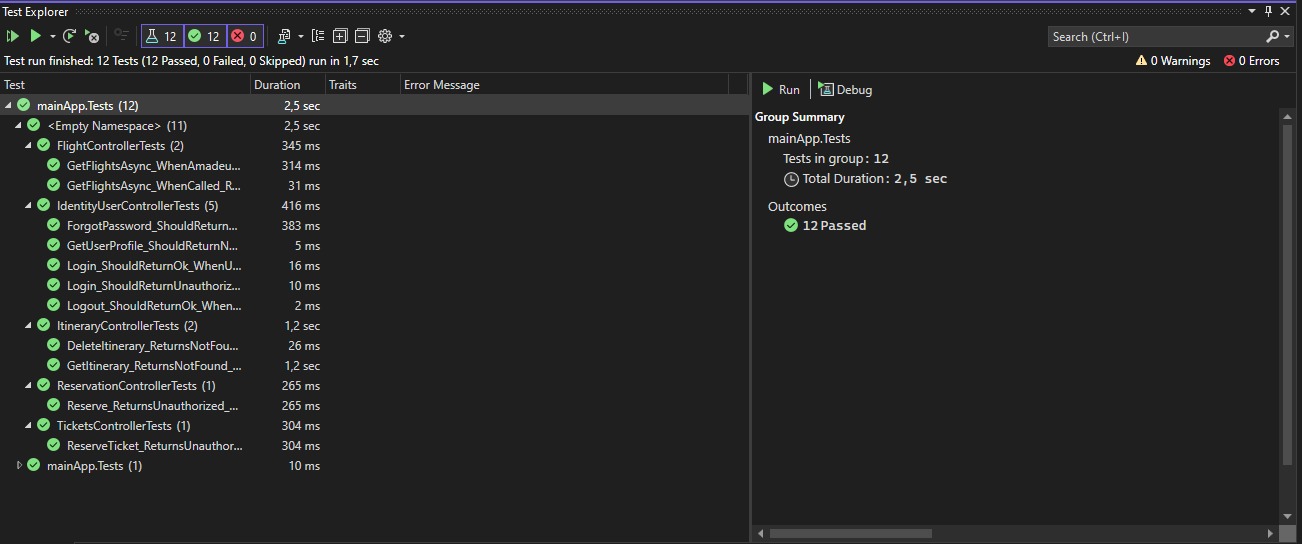 Test Explorer
12 12 0
Search (Ctrl+I)
Test run finished: 12 Tests (12 Passed, 0 Failed, 0 Skipped) run in 1,7 sec
0 Warnings 0 Errors
Test Duration Traits Error Message
mainApp.Tests (12) 2,5 sec
<Empty Namespace> (11) 2,5 sec
FlightControllerTests (2) 345 ms
GetFlightsAsync_WhenAmadeu... 314 ms
GetFlightsAsync_WhenCalled_R... 31 ms
IdentityUserControllerTests (5) 416 ms
ForgotPassword_ShouldReturn... 383 ms
GetUserProfile_ShouldReturnN... 5 ms
Login_ShouldReturnOk_WhenU... 16 ms
Login_ShouldReturnUnauthoriz... 10 ms
Logout_ShouldReturnOk_When... 2 ms
ItineraryControllerTests (2) 1,2 sec
DeleteItinerary_ReturnsNotFou... 26 ms
GetItinerary_ReturnsNotFound_... 1,2 sec
ReservationControllerTests (1) 265 ms
Reserve_ReturnsUnauthorized_... 265 ms
TicketsControllerTests (1) 304 ms
ReserveTicket_ReturnsUnauthor... 304 ms
mainApp.Tests (1) 10 ms
Run Debug
Group Summary
mainApp.Tests
Tests in group: 12
Total Duration: 2,5 sec
Outcomes
12 Passed